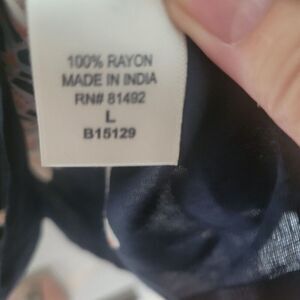 100% RAYON
MADE IN INDIA
RN# 81492
L
B15129